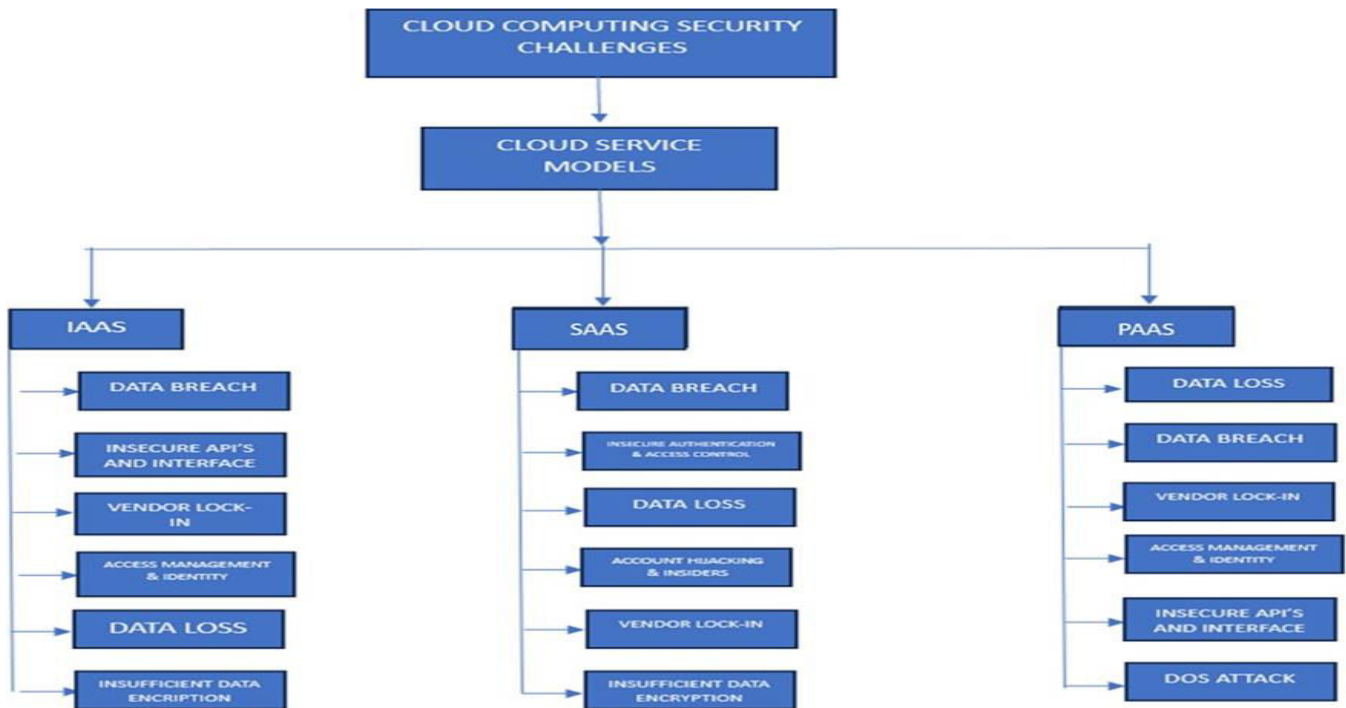 CLOUD COMPUTING SECURITY
CHALLENGES
CLOUD SERVICE
MODELS
IAAS
DATA BREACH
INSECURE API'S
AND INTERFACE
VENDOR LOCK-
IN
ACCESS MANAGEMENT
& IDENTITY
DATA LOSS
INSUFFICIENT DATA
ENCRIPTION
SAAS
DATA BREACH
INSECURE AUTHENTICATION
& ACCESS CONTROL
DATA LOSS
ACCOUNT HIJACKING
& INSIDERS
VENDOR LOCK-IN
INSUFFICIENT DATA
ENCRYPTION
PAAS
DATA LOSS
DATA BREACH
VENDOR LOCK-IN
ACCESS MANAGEMENT
& IDENTITY
INSECURE API'S
AND INTERFACE
DOS ATTACK